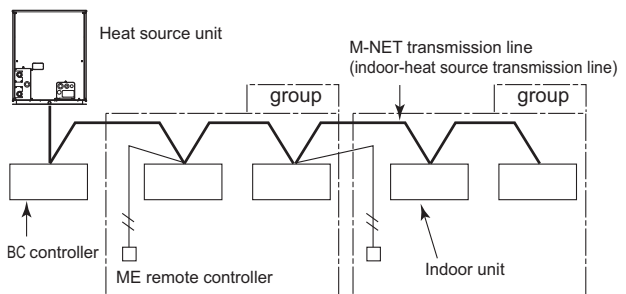 Heat source unit
M-NET transmission line
(indoor-heat source transmission line)
group
group
BC controller
ME remote controller
Indoor unit